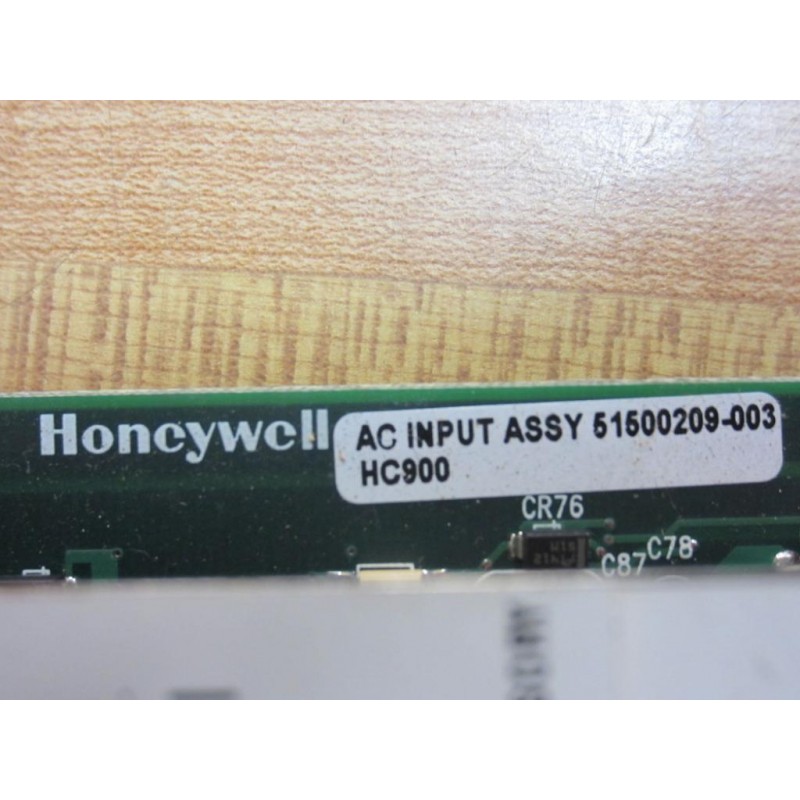 Honeywell
AC INPUT ASSY 51500209-003
HC900
CR76
C87
C78